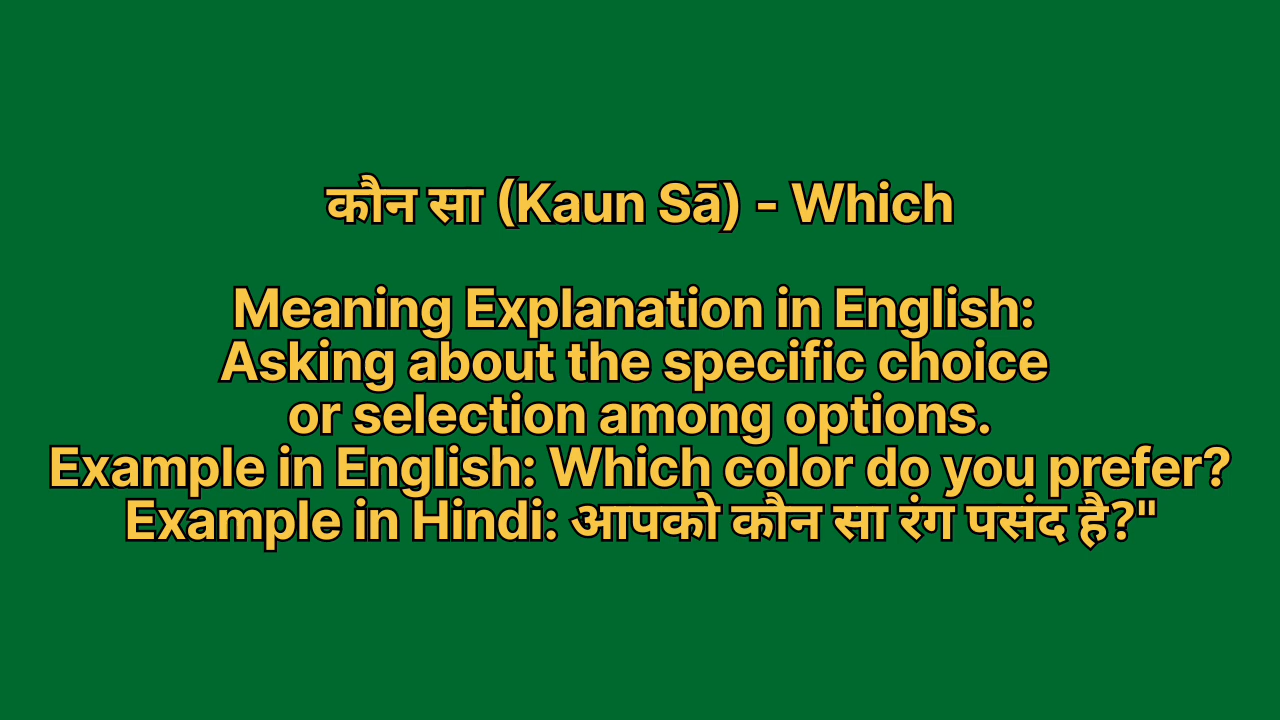 कौन सा (Kaun Sā) - Which
Meaning Explanation in English:
Asking about the specific choice
or selection among options.
Example in English: Which color do you prefer?
Example in Hindi: आपको कौन सा रंग पसंद है?"